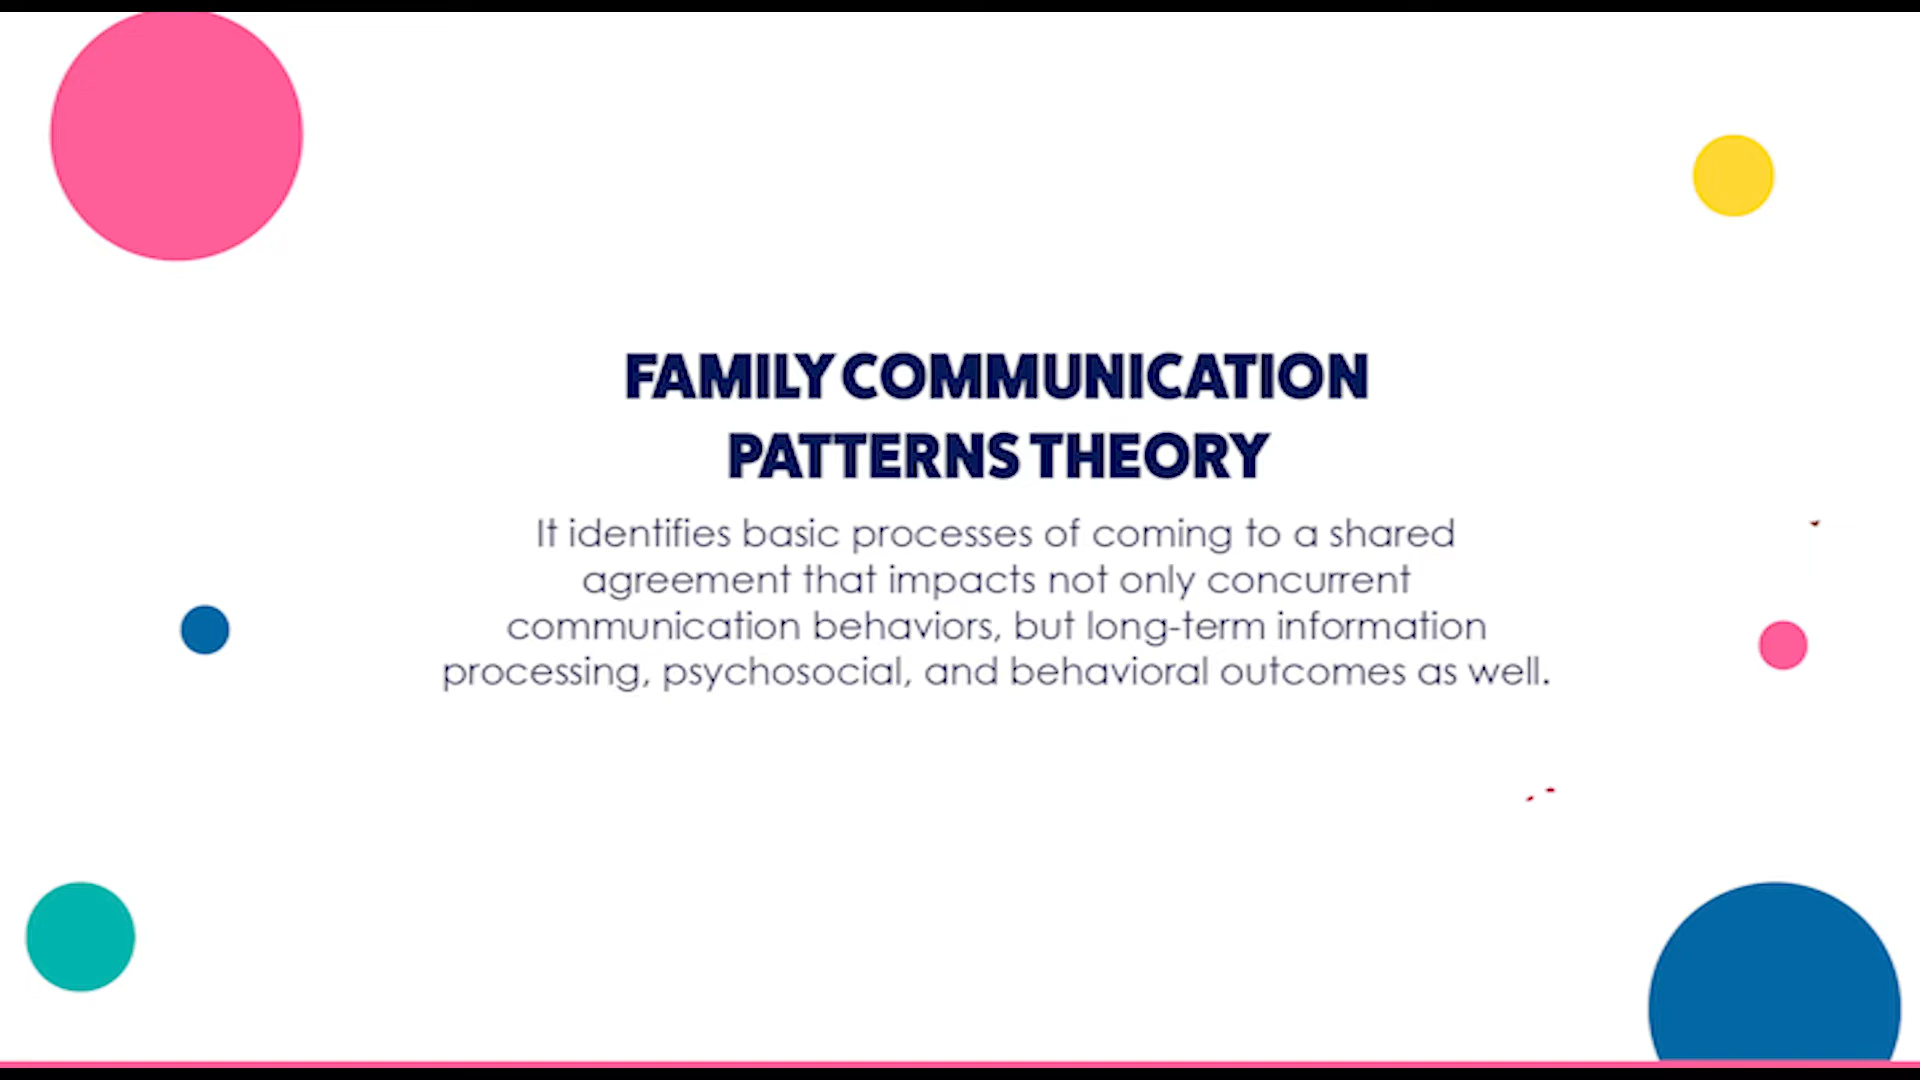 FAMILY COMMUNICATION
PATTERNS THEORY
It identifies basic processes of coming to a shared
agreement that impacts not only concurrent
communication behaviors, but long-term information
processing, psychosocial, and behavioral outcomes as well.